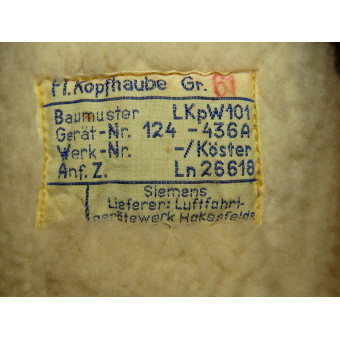 Fl. Kopfhaube Gr. 61
Baumuster LKpW101
Gerät-Nr. 124-436A
Werk-Nr. -/Köster
Anf. Z. Ln 26618
Siemens
Lieferer: Luftfahrt-
gerätewerk Hakenfelde